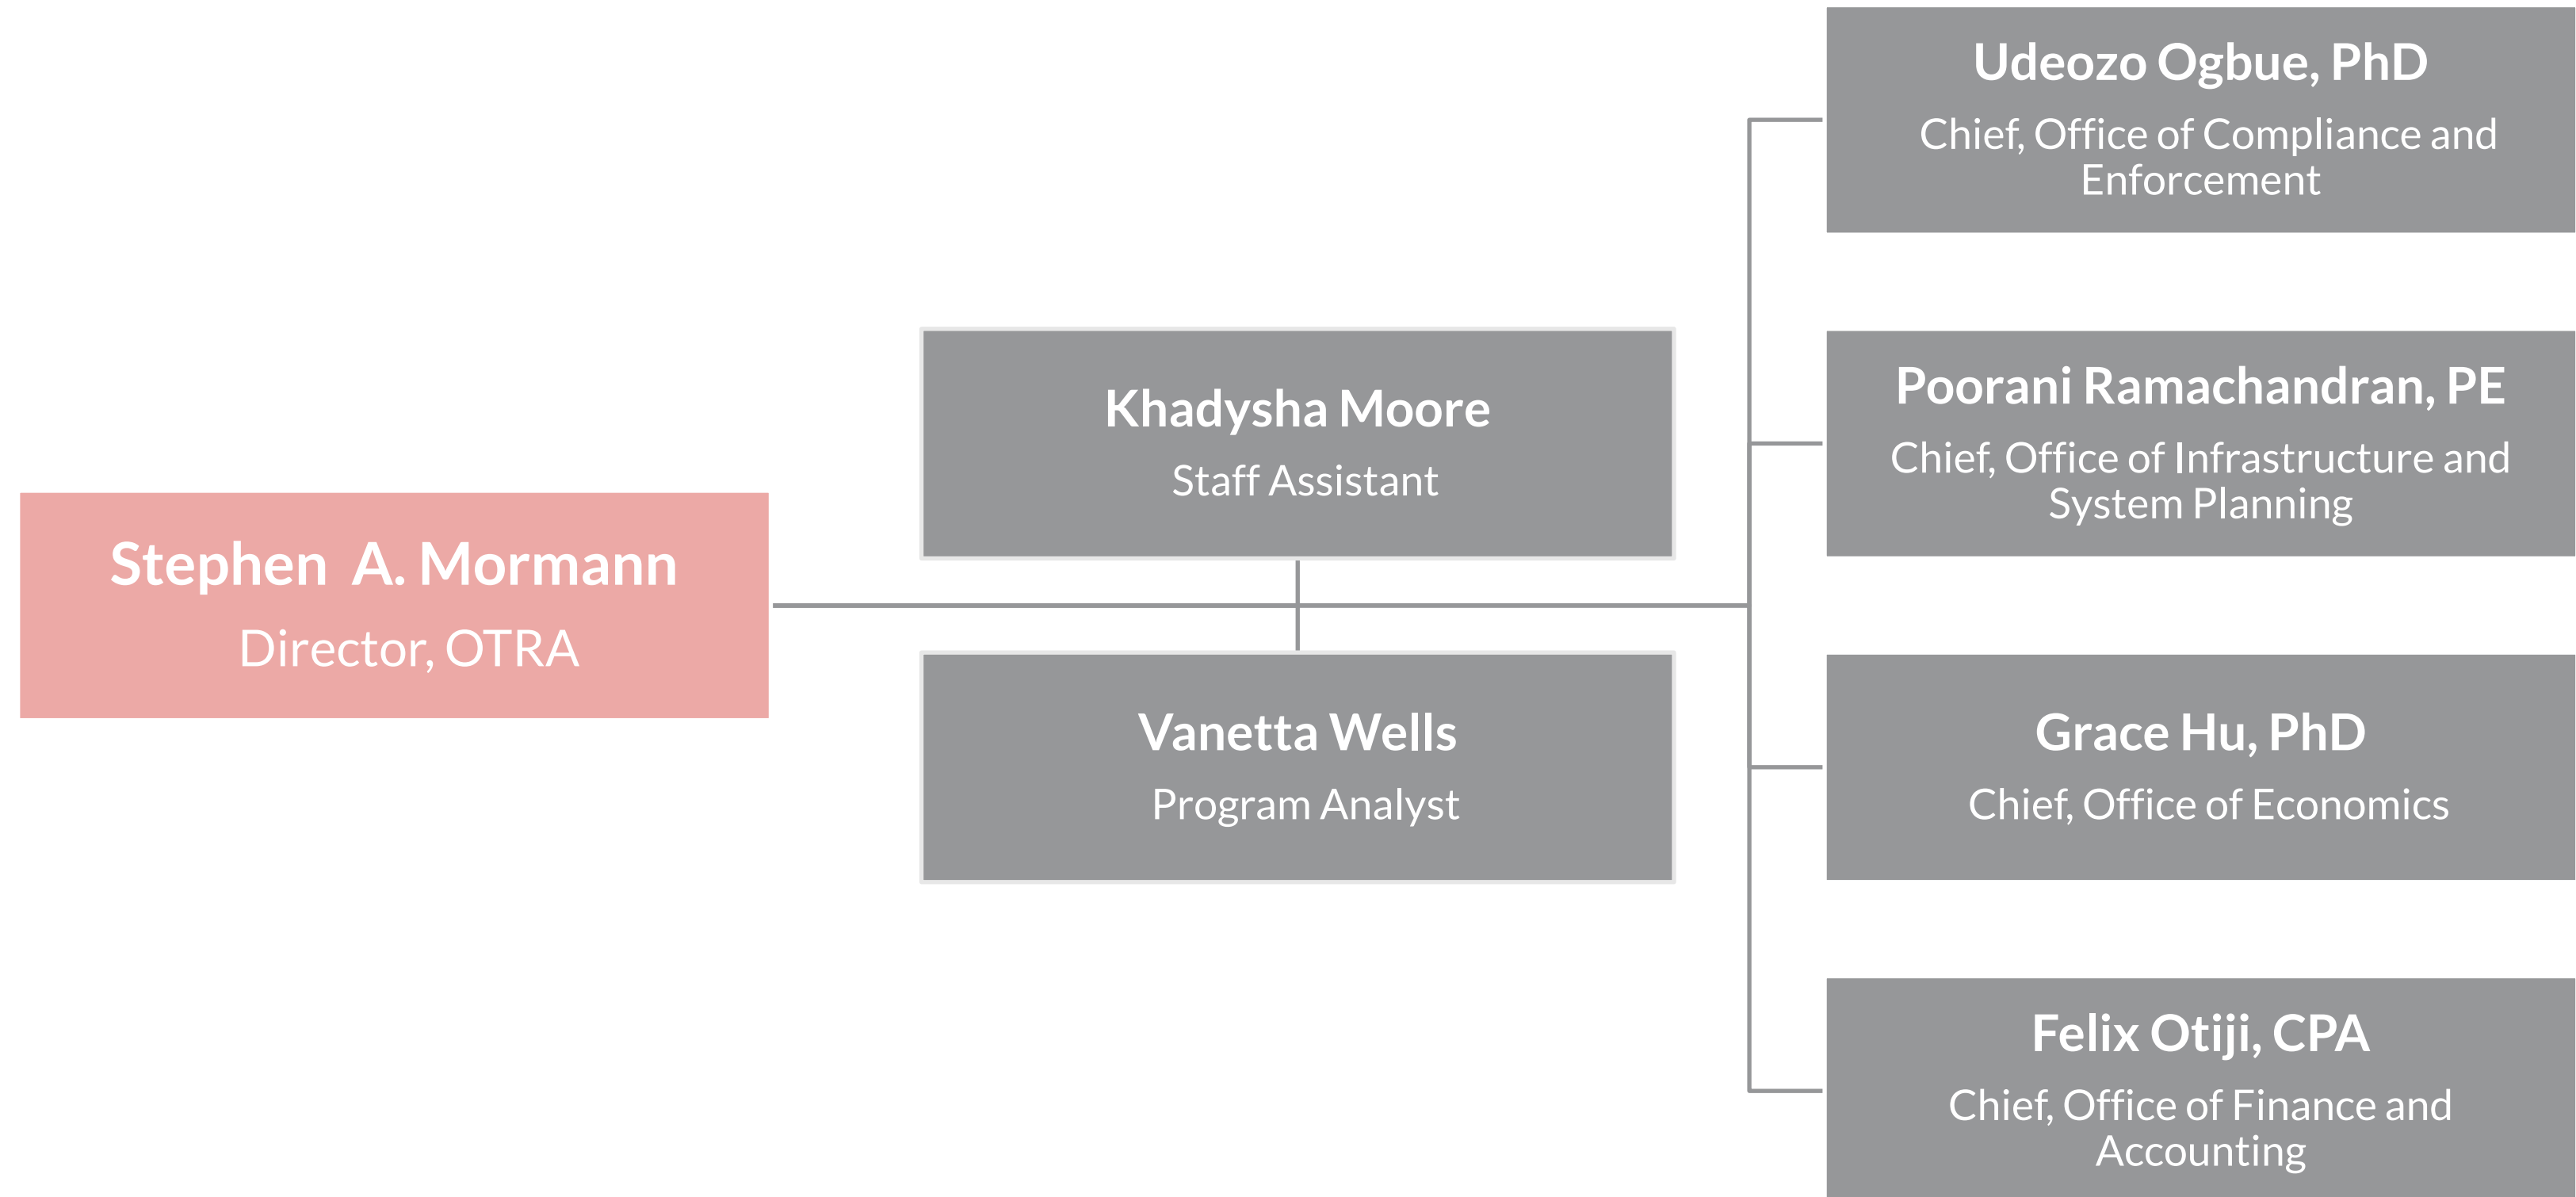 Stephen  A. Mormann
Director, OTRA
Khadysha Moore
Staff Assistant
Vanetta Wells
Program Analyst
Udeozo Ogbue, PhD
Chief, Office of Compliance and
Enforcement
Poorani Ramachandran, PE
Chief, Office of Infrastructure and
System Planning
Grace Hu, PhD
Chief, Office of Economics
Felix Otiji, CPA
Chief, Office of Finance and
Accounting